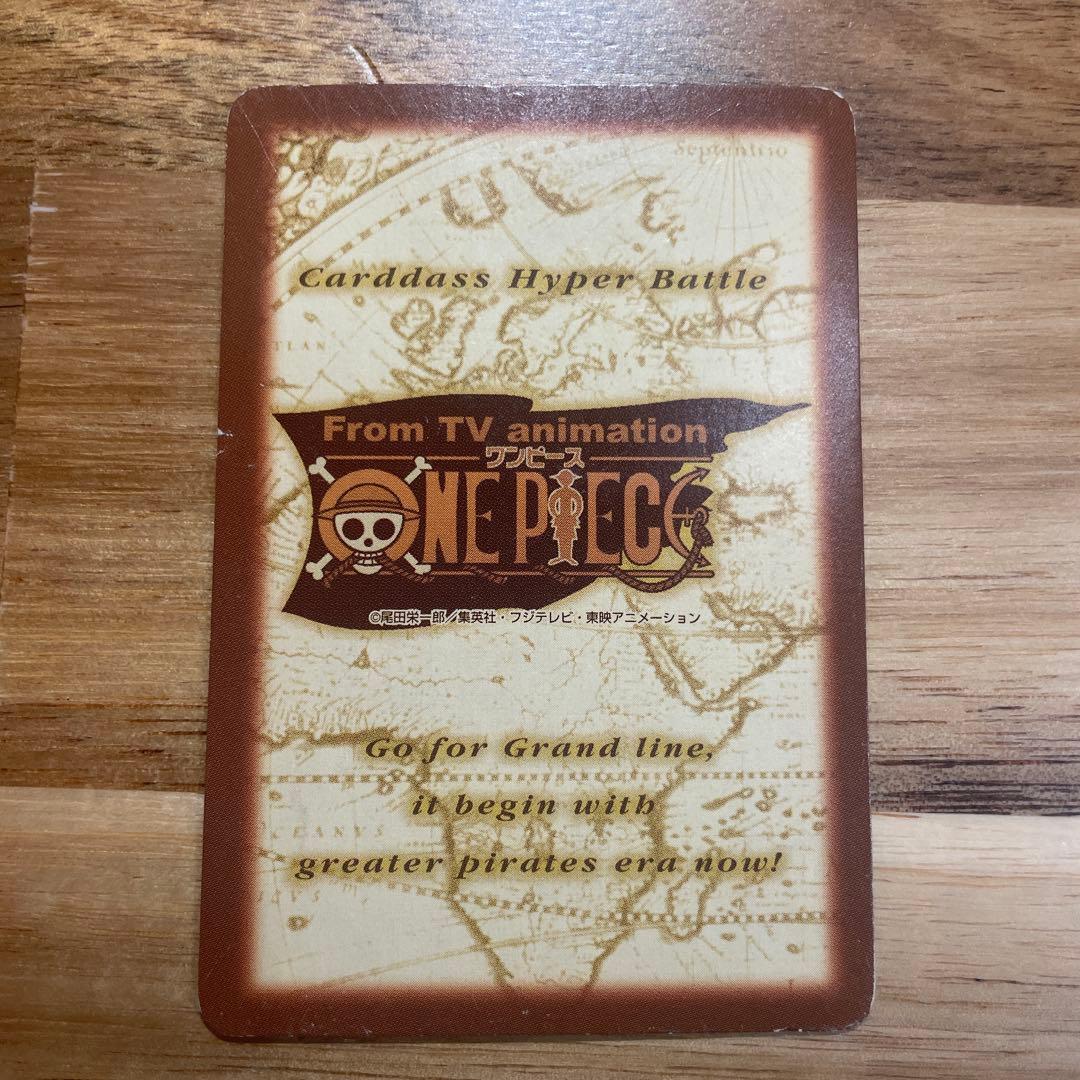 Septentrio
Carddass Hyper Battle
TLAN
From TV animation
ワンピース
ONE PIECE
©尾田栄一郎／集英社・フジテレビ・東映アニメーション
Go for Grand line,
it begin with
CEANVS
greater pirates era now!